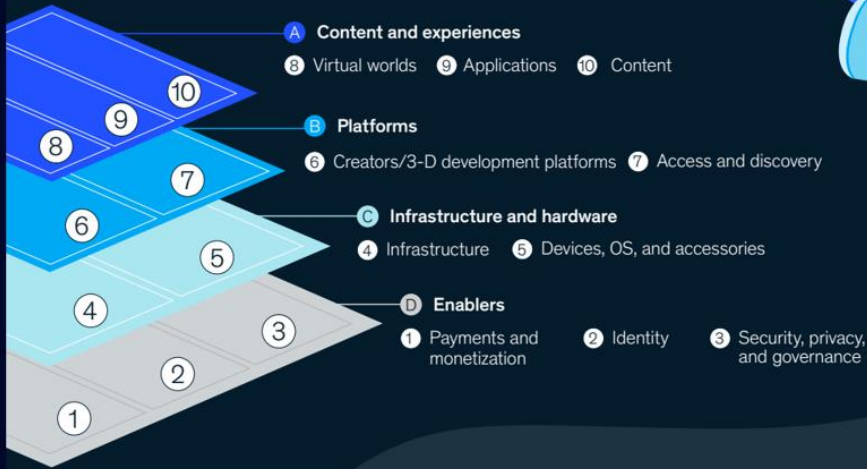 A Content and experiences
8 Virtual worlds 9 Applications 10 Content
10
9
8
B Platforms
6 Creators/3-D development platforms 7 Access and discovery
7
6
C Infrastructure and hardware
4 Infrastructure 5 Devices, OS, and accessories
5
4
D Enablers
1 Payments and monetization 2 Identity 3 Security, privacy, and governance
3
2
1